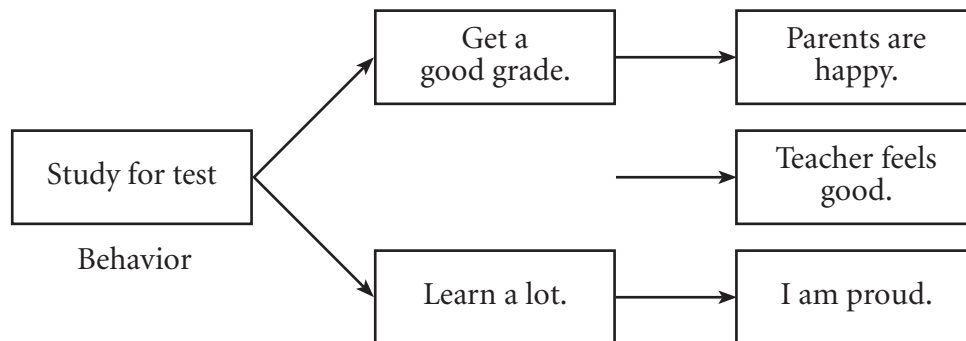 Get a
good grade.
Parents are
happy.
Study for test
Teacher feels
good.
Behavior
Learn a lot.
I am proud.